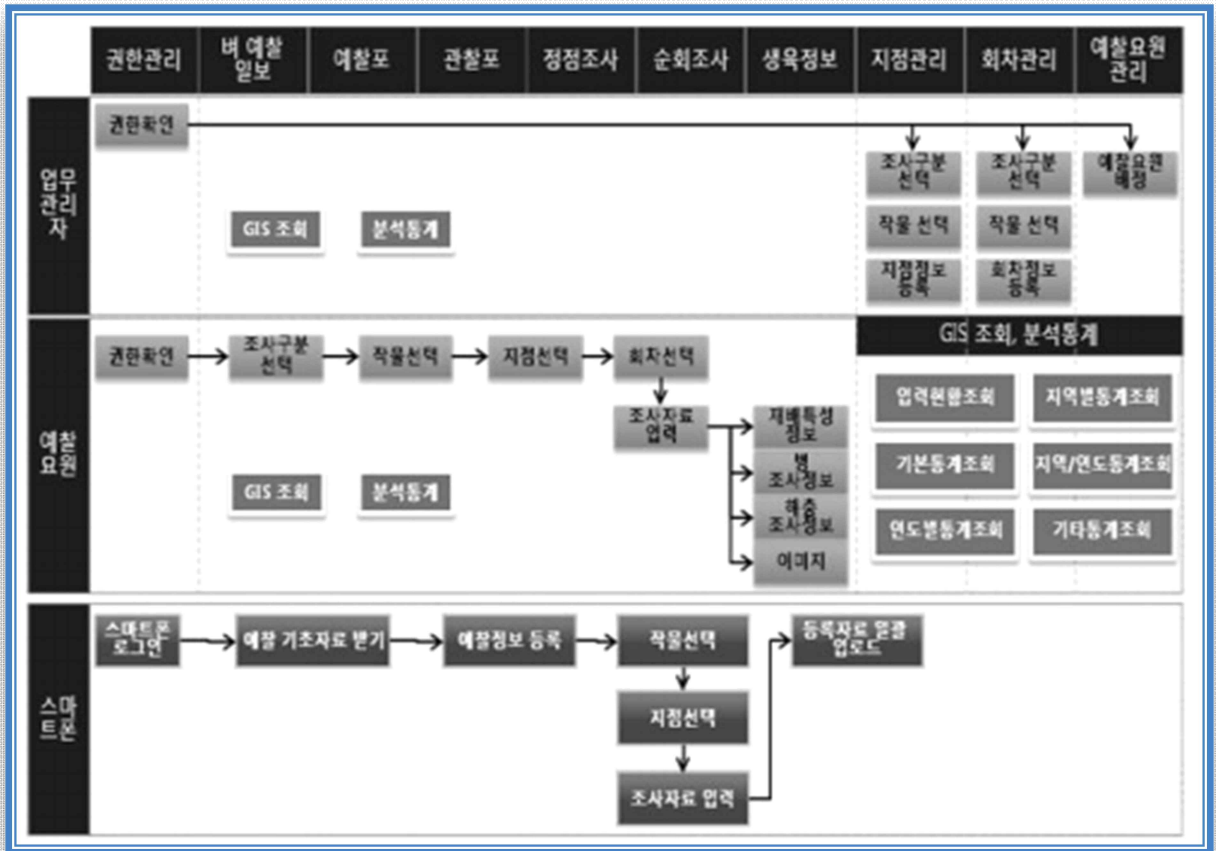 권한관리
벼 예찰
일보
예찰포
관찰포
정점조사
순회조사
생육정보
지점관리
회차관리
예찰요원
관리
업무
관리
자
권한확인
조사구분
선택
조사구분
선택
예찰요원
배정
GIS 조회
분석통계
작물 선택
작물 선택
지점정보
등록
회차정보
등록
예찰
요원
권한확인
조사구분
선택
작물선택
지점선택
회차선택
조사자료
입력
재배특성
정보
병
조사정보
해충
조사정보
이미지
GIS 조회
분석통계
GIS 조회, 분석통계
입력현황조회
지역별통계조회
기본통계조회
지역/연도통계조회
연도별통계조회
기타통계조회
스마
트폰
스마트폰
로그인
예찰 기초자료 받기
예찰정보 등록
작물선택
지점선택
조사자료 입력
등록자료 일괄
업로드